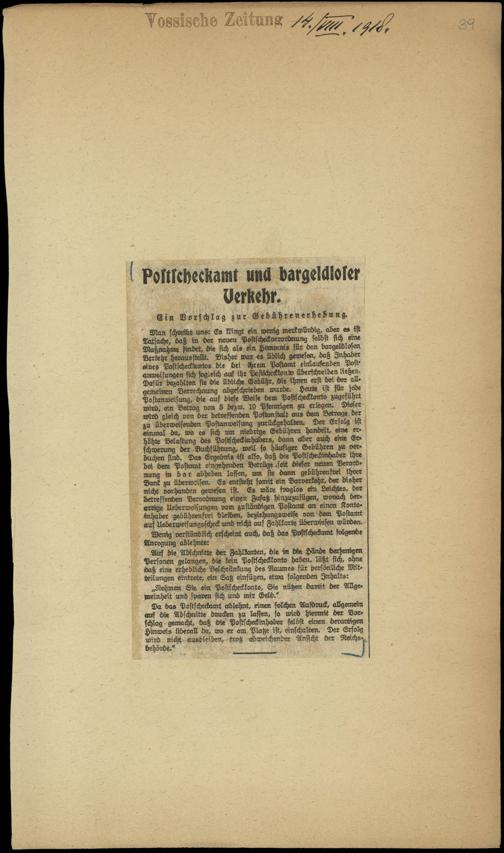 Vossische Zeitung 14./VIII. 1918.
39
Postscheckamt und bargeldloser
Verkehr.
Ein Vorschlag zur Gebührenerhebung.
Man schreibt uns: Es klingt ein wenig merkwürdig, aber es ist
Tatsache, daß in der neuen Postscheckverordnung selbst sich eine
Maßnahme findet, die sich als ein Hemmnis für den bargeldlosen
Verkehr herausstellt. Bisher war es üblich gewesen, daß Inhaber
eines Postscheckkontos die bei ihrem Postamt einlaufenden Post-
anweisungen sich sogleich auf ihr Postscheckkonto überschreiben ließen.
Dafür bezahlten sie die übliche Gebühr, die ihnen erst bei der all-
gemeinen Verrechnung abgeschrieben wurde. Heute ist für jede
Postanweisung, die auf diese Weise dem Postscheckkonto zugeführt
wird, ein Betrag von 5 bezw. 10 Pfennigen zu erlegen. Dieser
wird gleich von der betreffenden Postanstalt aus dem Betrage der
zu überweisenden Postanweisung zurückgehalten. Der Erfolg ist
einmal da, wo es sich um niedrige Gebühren handelt, eine er-
höhte Belastung des Postscheckinhabers, dann aber auch eine Er-
schwerung der Buchführung, weil so häufiger Gebühren zu ver-
buchen sind. Das Ergebnis ist also, daß die Postscheckinhaber ihre
bei dem Postamt eingehenden Beträge seit dieser neuen Verord-
nung in bar abheben lassen, um sie dann gebührenfrei ihrer
Bank zu überweisen. Es entsteht somit ein Barverkehr, der bisher
nicht vorhanden gewesen ist. Es wäre fraglos ein Leichtes, der
betreffenden Verordnung einen Zusatz hinzuzufügen, wonach der-
artige Ueberweisungen vom zuständigen Postamt an einen Konto-
inhaber gebührenfrei bleiben, beziehungsweise von dem Postamt
auf Ueberweisungsscheck und nicht auf Zahlkarte überwiesen würden.
Wenig verständlich erscheint auch, daß das Postscheckamt folgende
Anregung ablehnte:
Auf die Abschnitte der Zahlkarten, die in die Hände derjenigen
Personen gelangen, die kein Postscheckkonto haben, läßt sich, ohne
daß eine erhebliche Beschränkung des Raumes für persönliche Mit-
teilungen eintrete, ein Satz einfügen, etwa folgenden Inhalts:
„Nehmen Sie ein Postscheckkonto, Sie nützen damit der Allge-
meinheit und sparen sich und mir Geld."
Da das Postscheckamt ablehnt, einen solchen Aufdruck, allgemein
auf die Abschnitte drucken zu lassen, so wird hiermit der Vor-
schlag gemacht, daß die Postscheckinhaber selbst einen derartigen
Hinweis überall da, wo er am Platze ist, einschalten. Der Erfolg
wird nicht ausbleiben, trotz abweichender Ansicht der Reichs-
behörde."